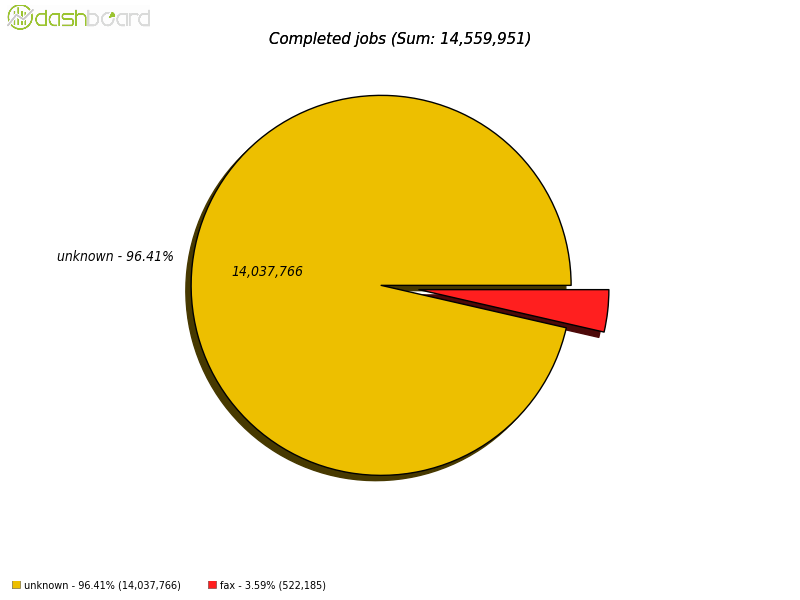 dashboard
Completed jobs (Sum: 14,559,951)
unknown - 96.41%
14,037,766
unknown - 96.41% (14,037,766)
fax - 3.59% (522,185)